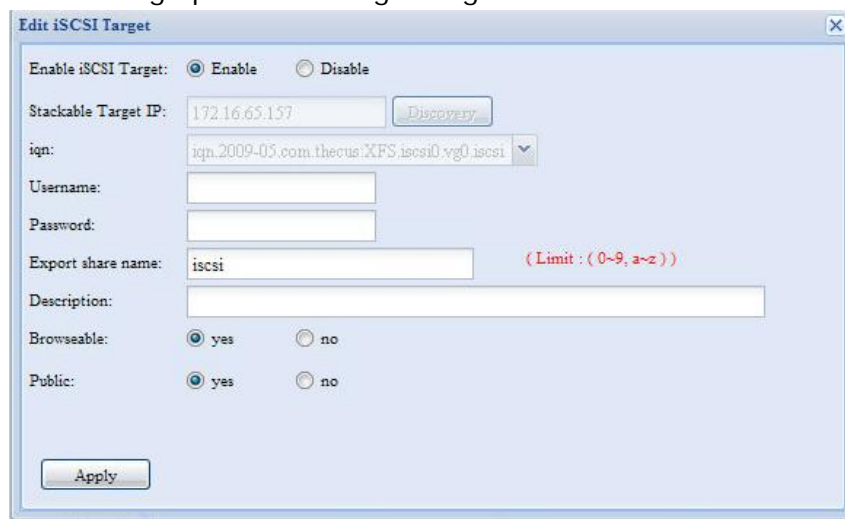 Edit iSCSI Target
Enable iSCSI Target: Enable Disable
Stackable Target IP: 172.16.65.157 Discovery
iqn: iqn.2009-05.com.thecus:XFS.iscsi0.vg0.iscsi
Username:
Password:
Export share name: iscsi ( Limit : ( 0~9, a~z ) )
Description:
Browseable: yes no
Public: yes no
Apply